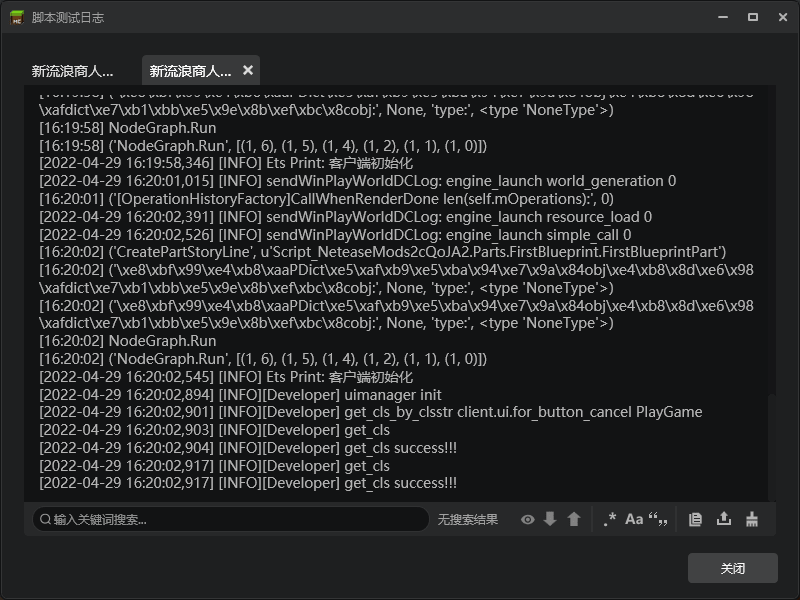 脚本测试日志
新流浪商人... 新流浪商人...
\xafdict\xe7\xb1\xbb\xe5\x9e\x8b\xef\xbc\x8cobj:', None, 'type:', <type 'NoneType'>)
[16:19:58] NodeGraph.Run
[16:19:58] ('NodeGraph.Run', [(1, 6), (1, 5), (1, 4), (1, 2), (1, 1), (1, 0)])
[2022-04-29 16:19:58,346] [INFO] Ets Print: 客户端初始化
[2022-04-29 16:20:01,015] [INFO] sendWinPlayWorldDCLog: engine_launch world_generation 0
[16:20:01] ('[OperationHistoryFactory]CallWhenRenderDone len(self.mOperations):', 0)
[2022-04-29 16:20:02,391] [INFO] sendWinPlayWorldDCLog: engine_launch resource_load 0
[2022-04-29 16:20:02,526] [INFO] sendWinPlayWorldDCLog: engine_launch simple_call 0
[16:20:02] ('CreatePartStoryLine', u'Script_NeteaseMods2cQoJA2.Parts.FirstBlueprint.FirstBlueprintPart')
[16:20:02] ('\xe8\xbf\x99\xe4\xb8\xaaPDict\xe5\xaf\xb9\xe5\xba\x94\xe7\x9a\x84obj\xe4\xb8\x8d\xe6\x98
\xafdict\xe7\xb1\xbb\xe5\x9e\x8b\xef\xbc\x8cobj:', None, 'type:', <type 'NoneType'>)
[16:20:02] ('\xe8\xbf\x99\xe4\xb8\xaaPDict\xe5\xaf\xb9\xe5\xba\x94\xe7\x9a\x84obj\xe4\xb8\x8d\xe6\x98
\xafdict\xe7\xb1\xbb\xe5\x9e\x8b\xef\xbc\x8cobj:', None, 'type:', <type 'NoneType'>)
[16:20:02] NodeGraph.Run
[16:20:02] ('NodeGraph.Run', [(1, 6), (1, 5), (1, 4), (1, 2), (1, 1), (1, 0)])
[2022-04-29 16:20:02,545] [INFO] Ets Print: 客户端初始化
[2022-04-29 16:20:02,894] [INFO][Developer] uimanager init
[2022-04-29 16:20:02,901] [INFO][Developer] get_cls_by_clsstr client.ui.for_button_cancel PlayGame
[2022-04-29 16:20:02,903] [INFO][Developer] get_cls
[2022-04-29 16:20:02,904] [INFO][Developer] get_cls success!!!
[2022-04-29 16:20:02,917] [INFO][Developer] get_cls
[2022-04-29 16:20:02,917] [INFO][Developer] get_cls success!!!
输入关键词搜索... 无搜索结果 .* Aa “,,
关闭